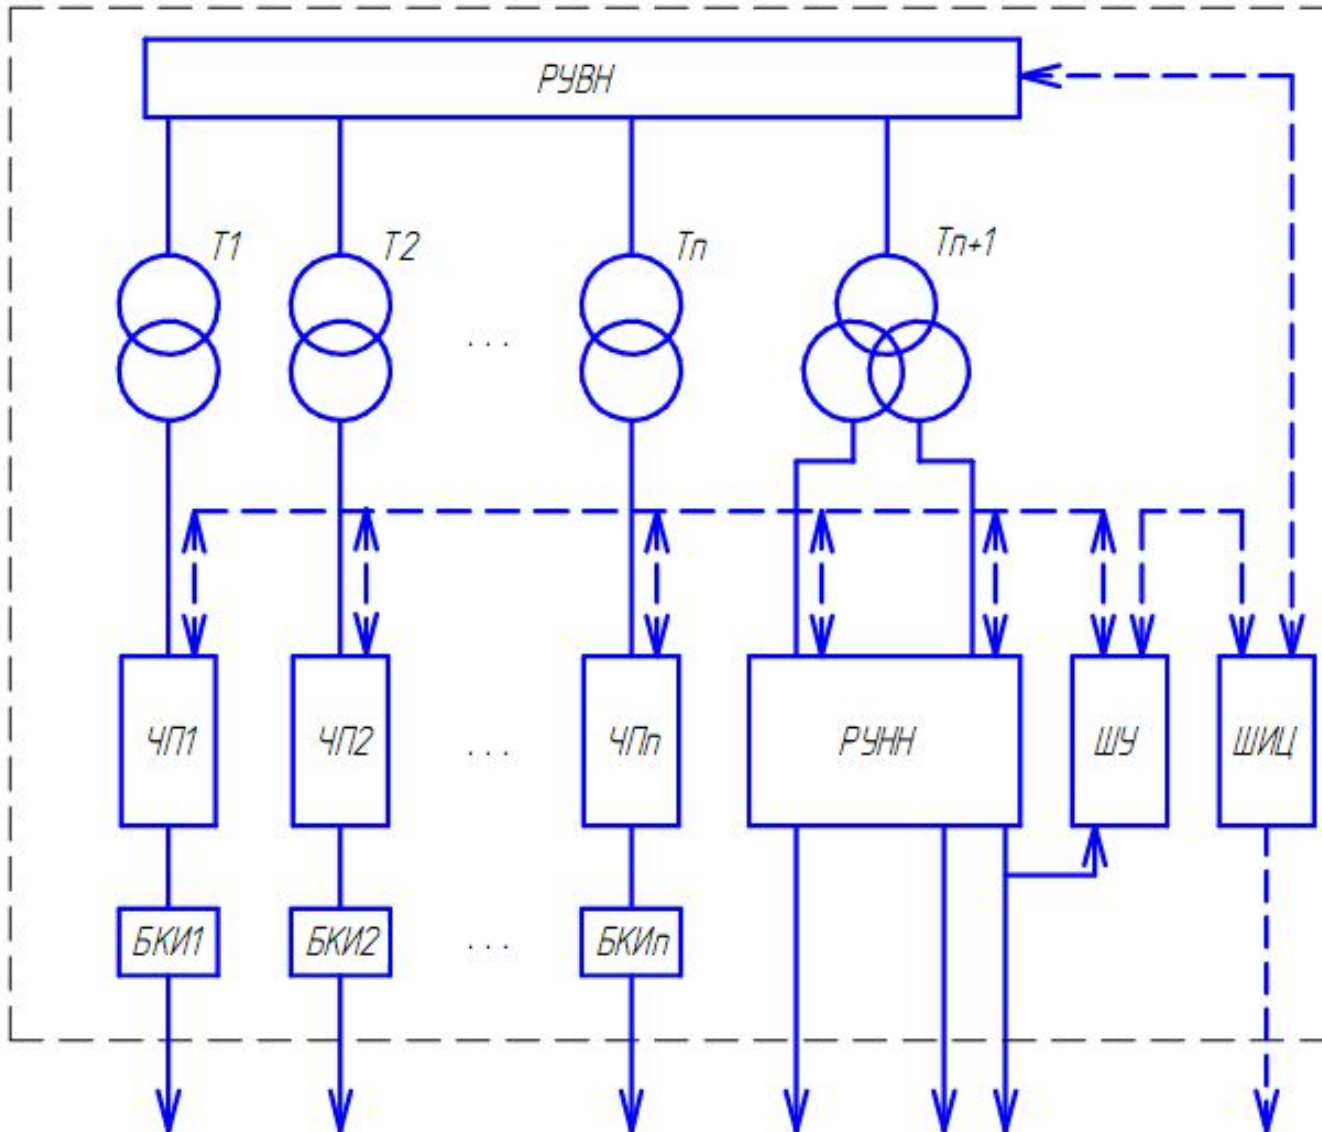 РУВН
Т1
Т2
Тп
Тп+1
. . .
ЧП1
ЧП2
. . .
ЧПп
РУНН
ШУ
ШИЦ
БКИ1
БКИ2
. . .
БКИп